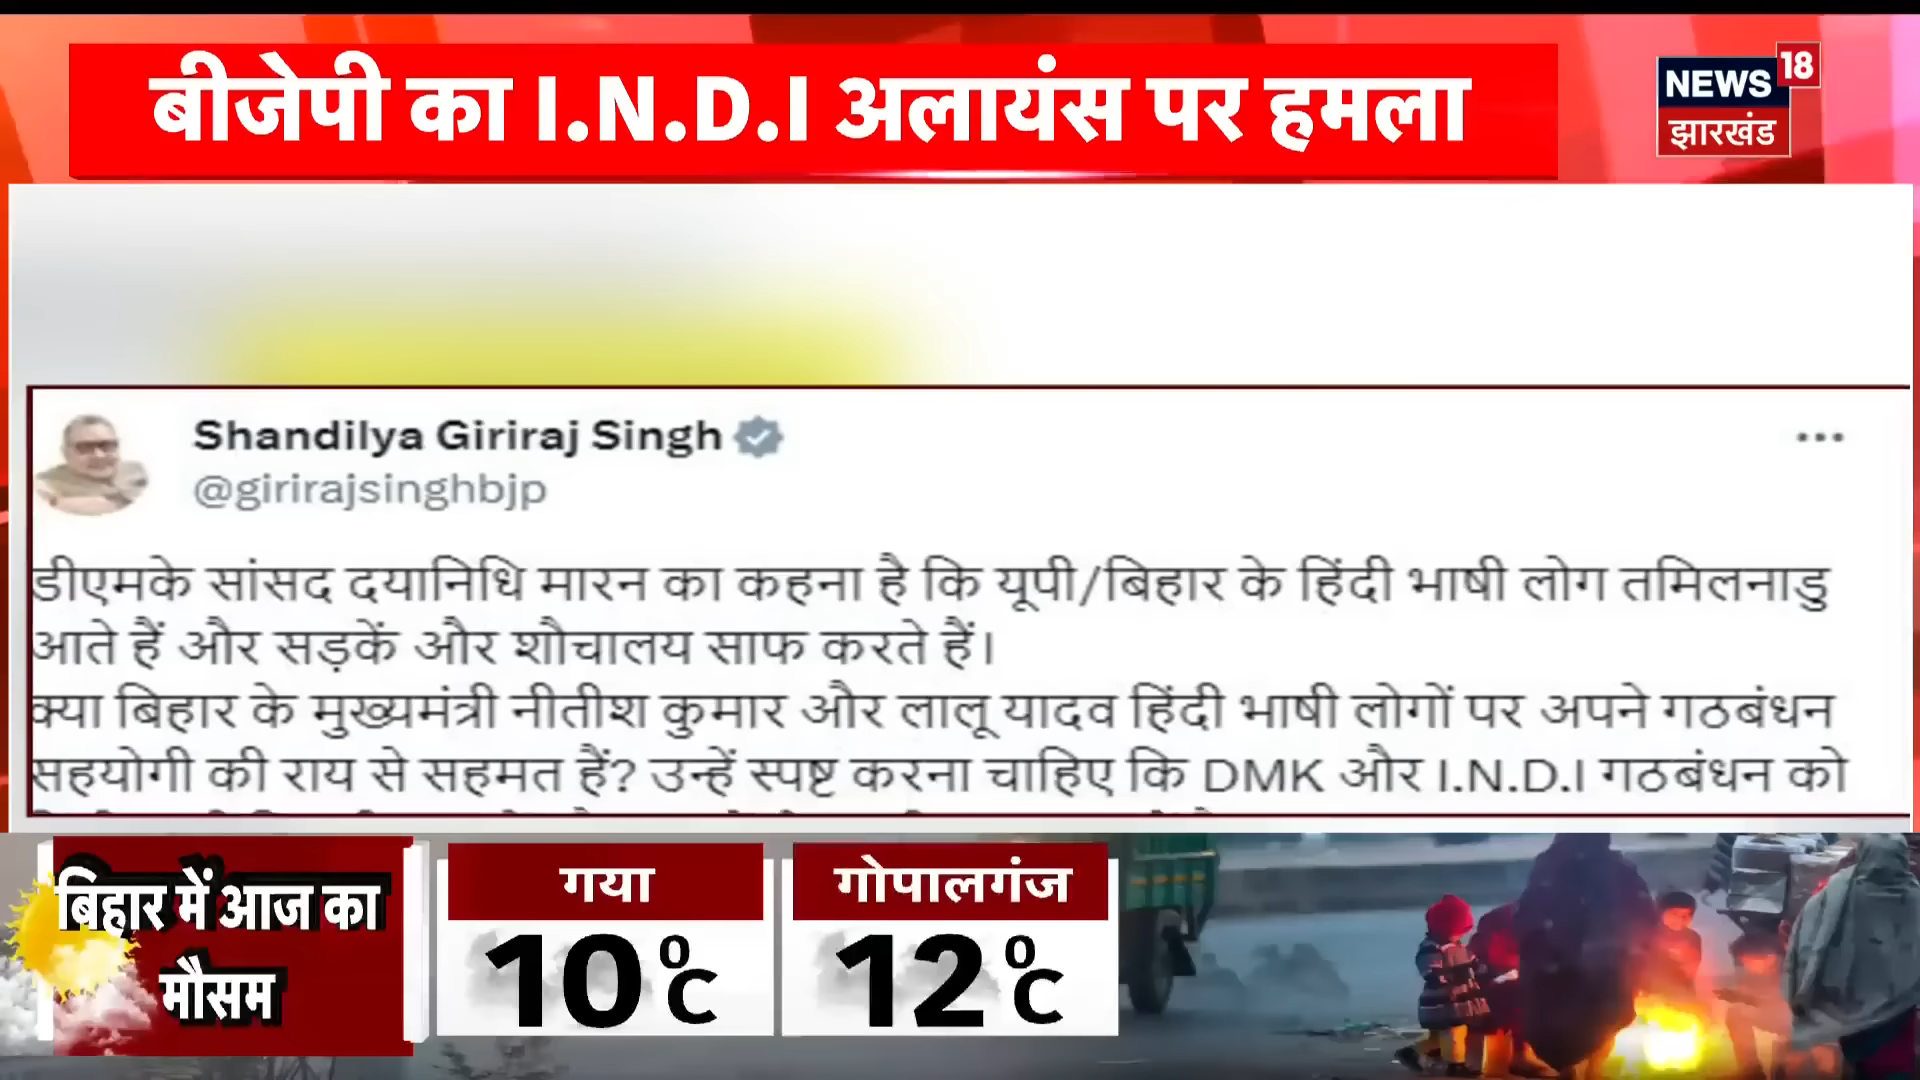 बीजेपी का I.N.D.I अलायंस पर हमला
NEWS 18
झारखंड
Shandilya Giriraj Singh
@girirajsinghbjp
डीएमके सांसद दयानिधि मारन का कहना है कि यूपी/बिहार के हिंदी भाषी लोग तमिलनाडु
आते हैं और सड़कें और शौचालय साफ करते हैं।
क्या बिहार के मुख्यमंत्री नीतीश कुमार और लालू यादव हिंदी भाषी लोगों पर अपने गठबंधन
सहयोगी की राय से सहमत हैं? उन्हें स्पष्ट करना चाहिए कि DMK और I.N.D.I गठबंधन को
बिहार में आज का
मौसम
गया
10°C
गोपालगंज
12°C